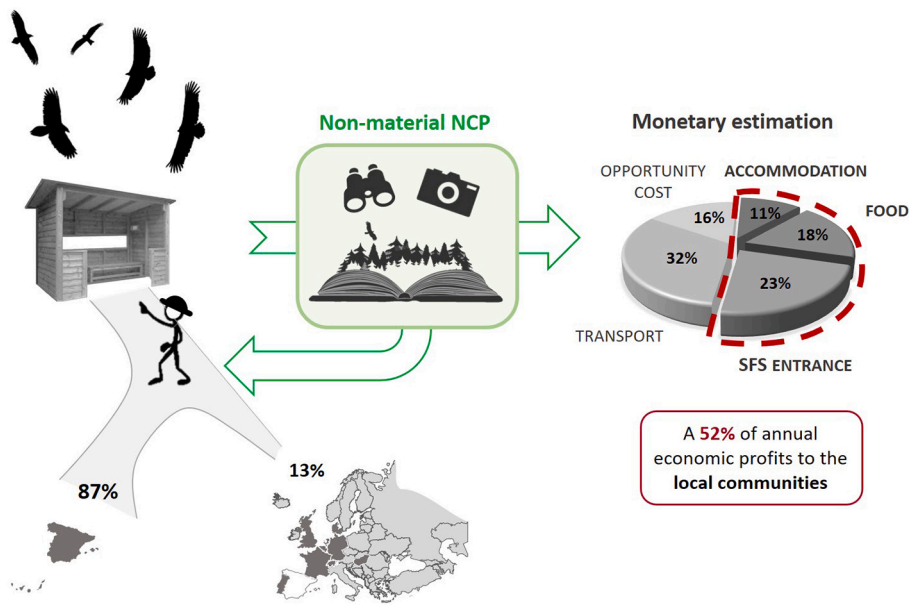 Non-material NCP
Monetary estimation
OPPORTUNITY
COST
ACCOMMODATION
FOOD
16%
11%
18%
32%
23%
TRANSPORT
SFS ENTRANCE
A 52% of annual
economic profits to the
local communities
87%
13%